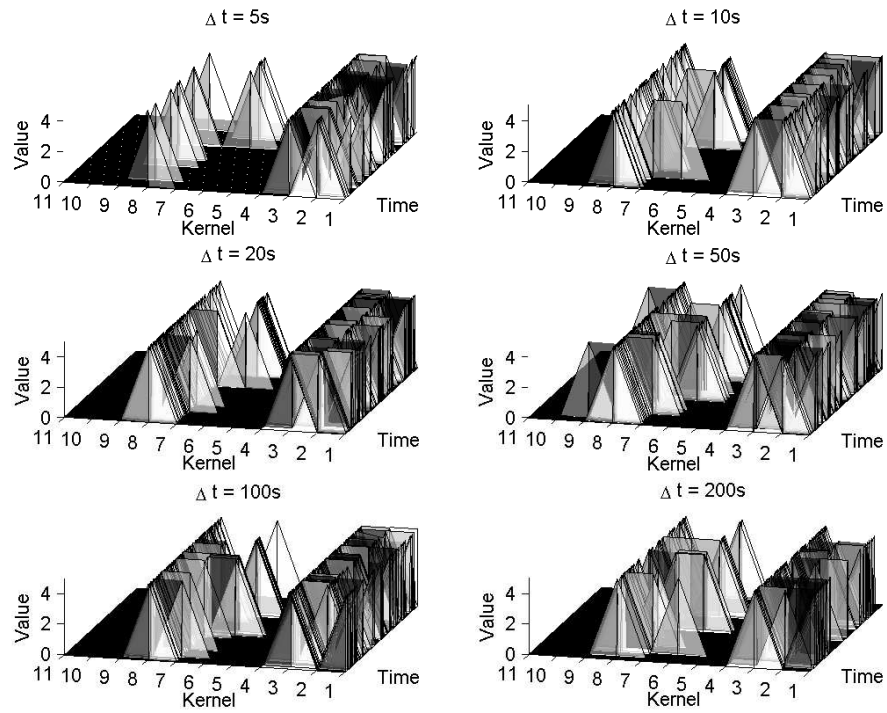 Δ t = 5s
Value
4
2
0
11 10 9 8 7 6 5 4 3 2 1
Kernel
Time
Δ t = 10s
Value
4
2
0
11 10 9 8 7 6 5 4 3 2 1
Kernel
Time
Δ t = 20s
Value
4
2
0
11 10 9 8 7 6 5 4 3 2 1
Kernel
Time
Δ t = 50s
Value
4
2
0
11 10 9 8 7 6 5 4 3 2 1
Kernel
Time
Δ t = 100s
Value
4
2
0
11 10 9 8 7 6 5 4 3 2 1
Kernel
Time
Δ t = 200s
Value
4
2
0
11 10 9 8 7 6 5 4 3 2 1
Kernel
Time